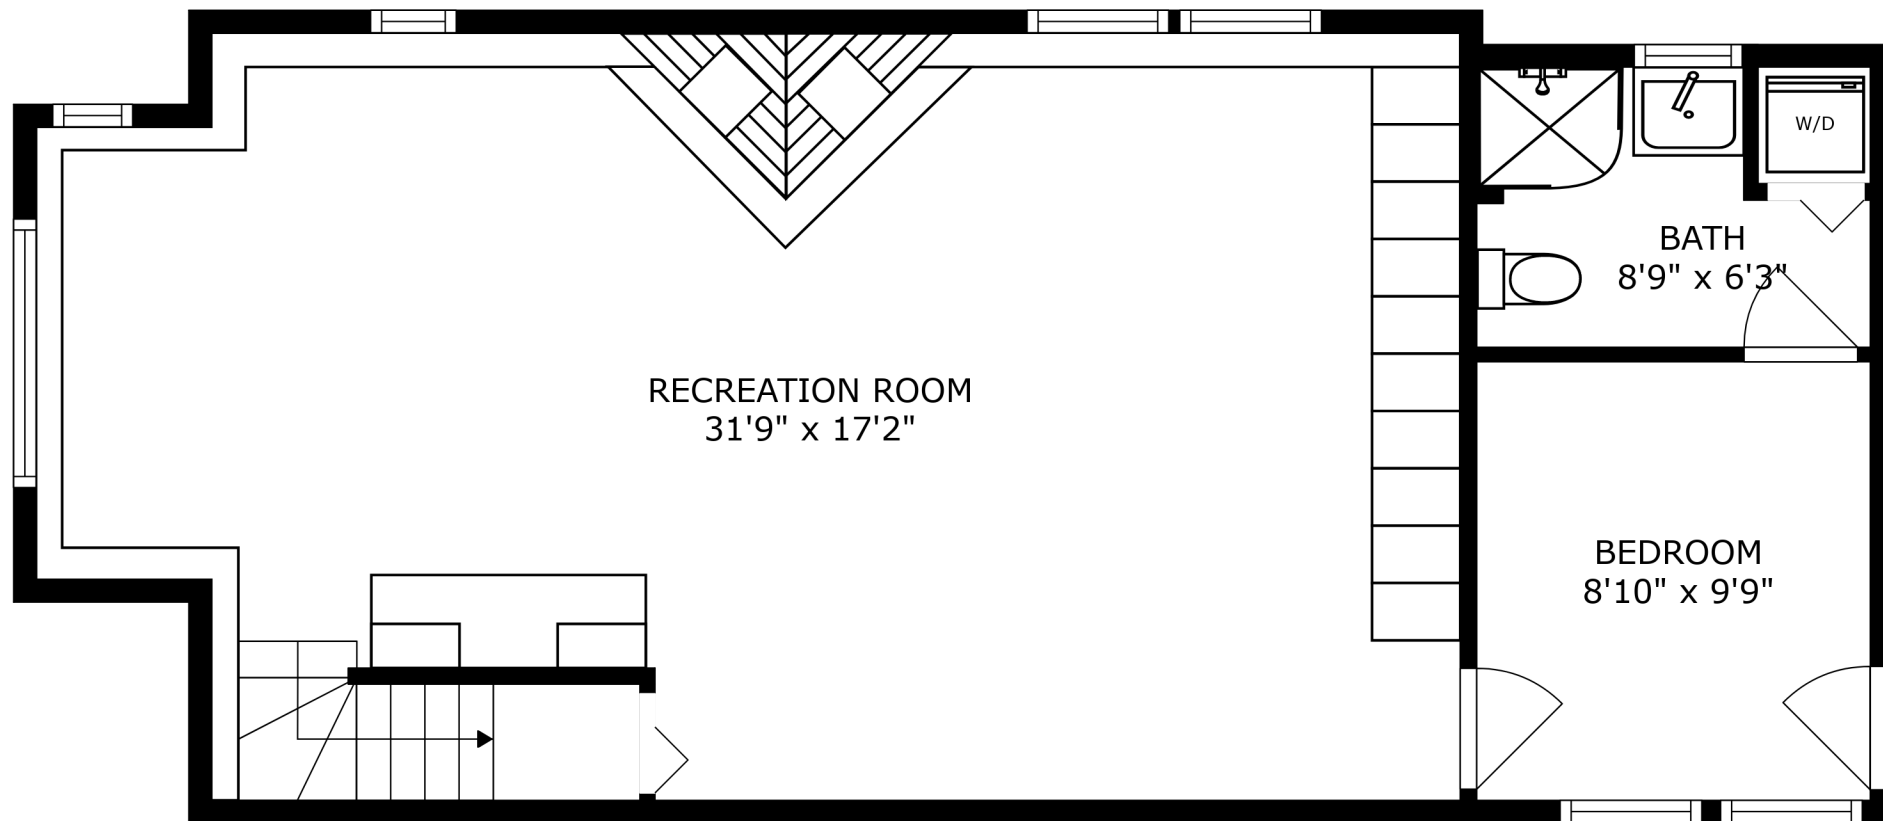 W/D
BATH
8'9" x 6'3"
RECREATION ROOM
31'9" x 17'2"
BEDROOM
8'10" x 9'9"